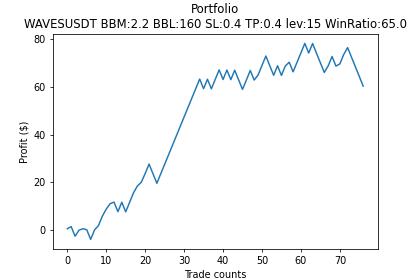 Portfolio
WAVESUSDT BBM:2.2 BBL:160 SL:0.4 TP:0.4 lev:15 WinRatio:65.0
80
60
40
20
0
Profit ($)
0 10 20 30 40 50 60 70
Trade counts